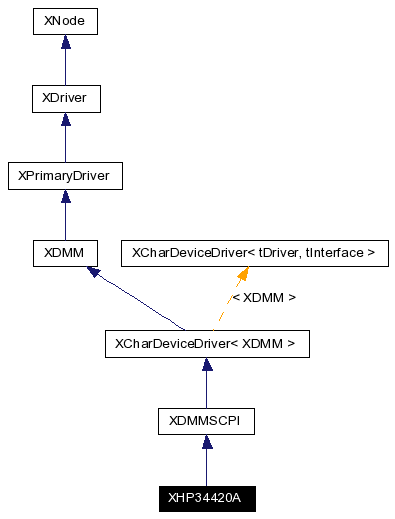 XNode
XDriver
XPrimaryDriver
XDMM
XCharDeviceDriver< tDriver, tInterface >
< XDMM >
XCharDeviceDriver< XDMM >
XDMMSCPI
XHP34420A